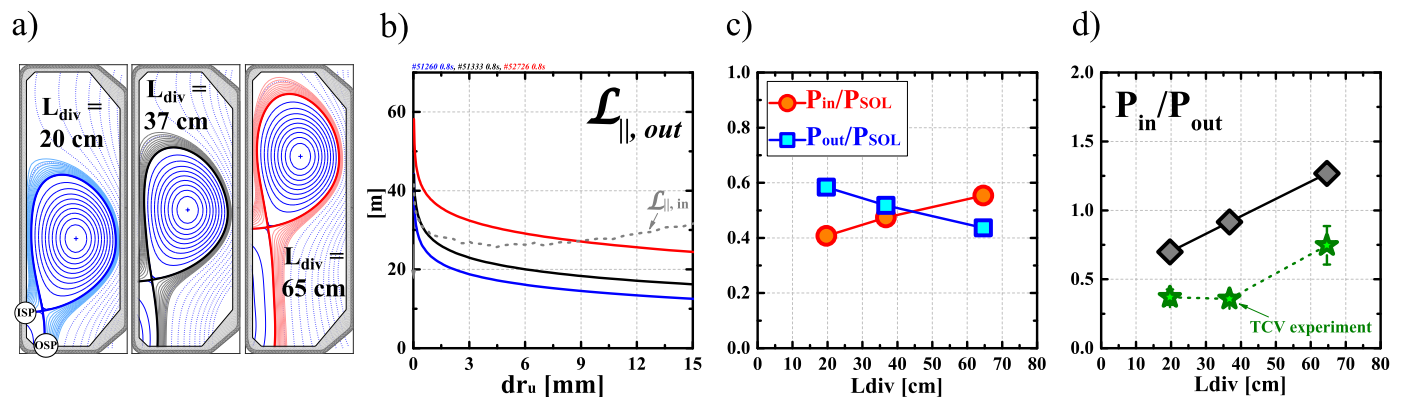 a)
L_div =
20 cm
L_div =
37 cm
L_div =
65 cm
ISP
OSP
b)
#51260 0.8s, #51333 0.8s, #52726 0.8s
ℒ||, out
ℒ||, in
[m]
60
40
20
0
0 3 6 9 12 15
dr_u [mm]
c)
P_in/P_SOL
P_out/P_SOL
1.0
0.8
0.6
0.4
0.2
0.0
0 10 20 30 40 50 60 70 80
Ldiv [cm]
d)
P_in/P_out
TCV experiment
2.0
1.5
1.0
0.5
0.0
0 10 20 30 40 50 60 70 80
Ldiv [cm]